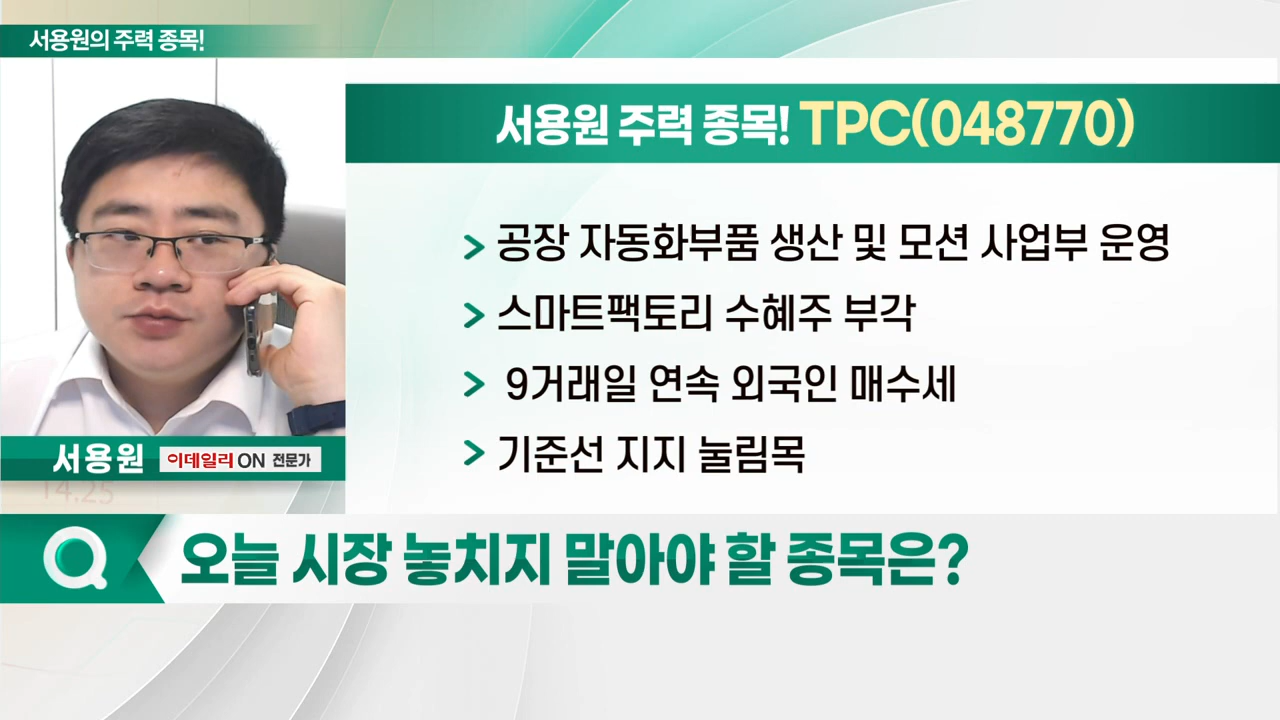 서용원의 주력 종목!
서용원 주력 종목! TPC(048770)
> 공장 자동화부품 생산 및 모션 사업부 운영
> 스마트팩토리 수혜주 부각
> 9거래일 연속 외국인 매수세
> 기준선 지지 눌림목
서용원 이데일리 ON 전문가
14.25
Q 오늘 시장 놓치지 말아야 할 종목은?